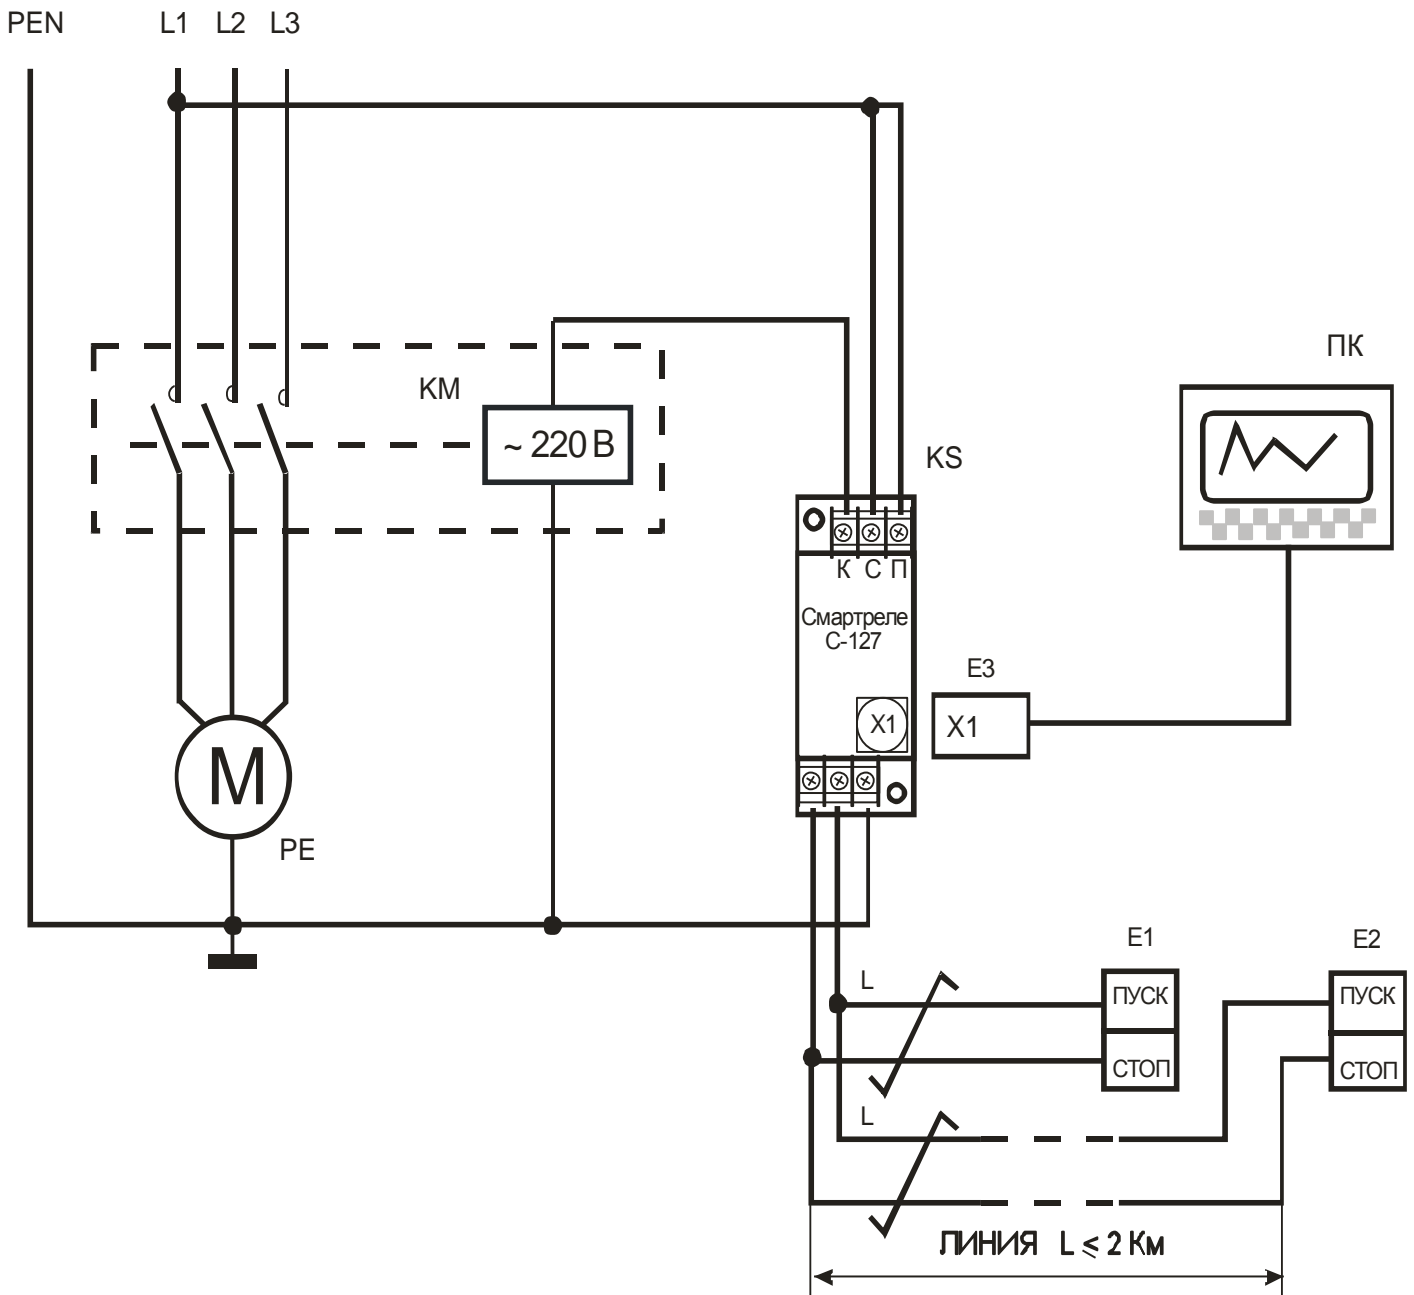 PEN L1 L2 L3
ПК
KM
~ 220 В
KS
К С П
Смартреле
С-127
E3
X1
X1
M
PE
E1
E2
L
ПУСК
ПУСК
СТОП
СТОП
L
ЛИНИЯ L ≤ 2 Км